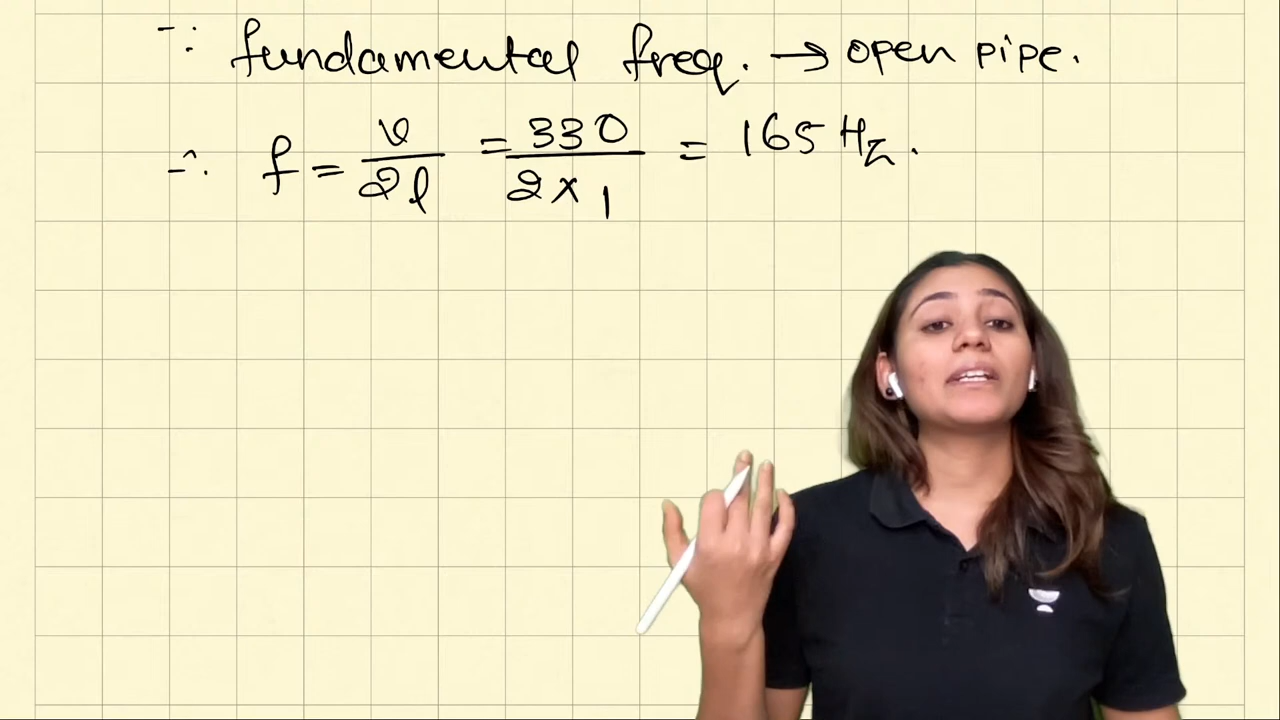 ∵ fundamental freq. → open pipe.
∴ f = v/2l = 330/2×1 = 165 Hz.